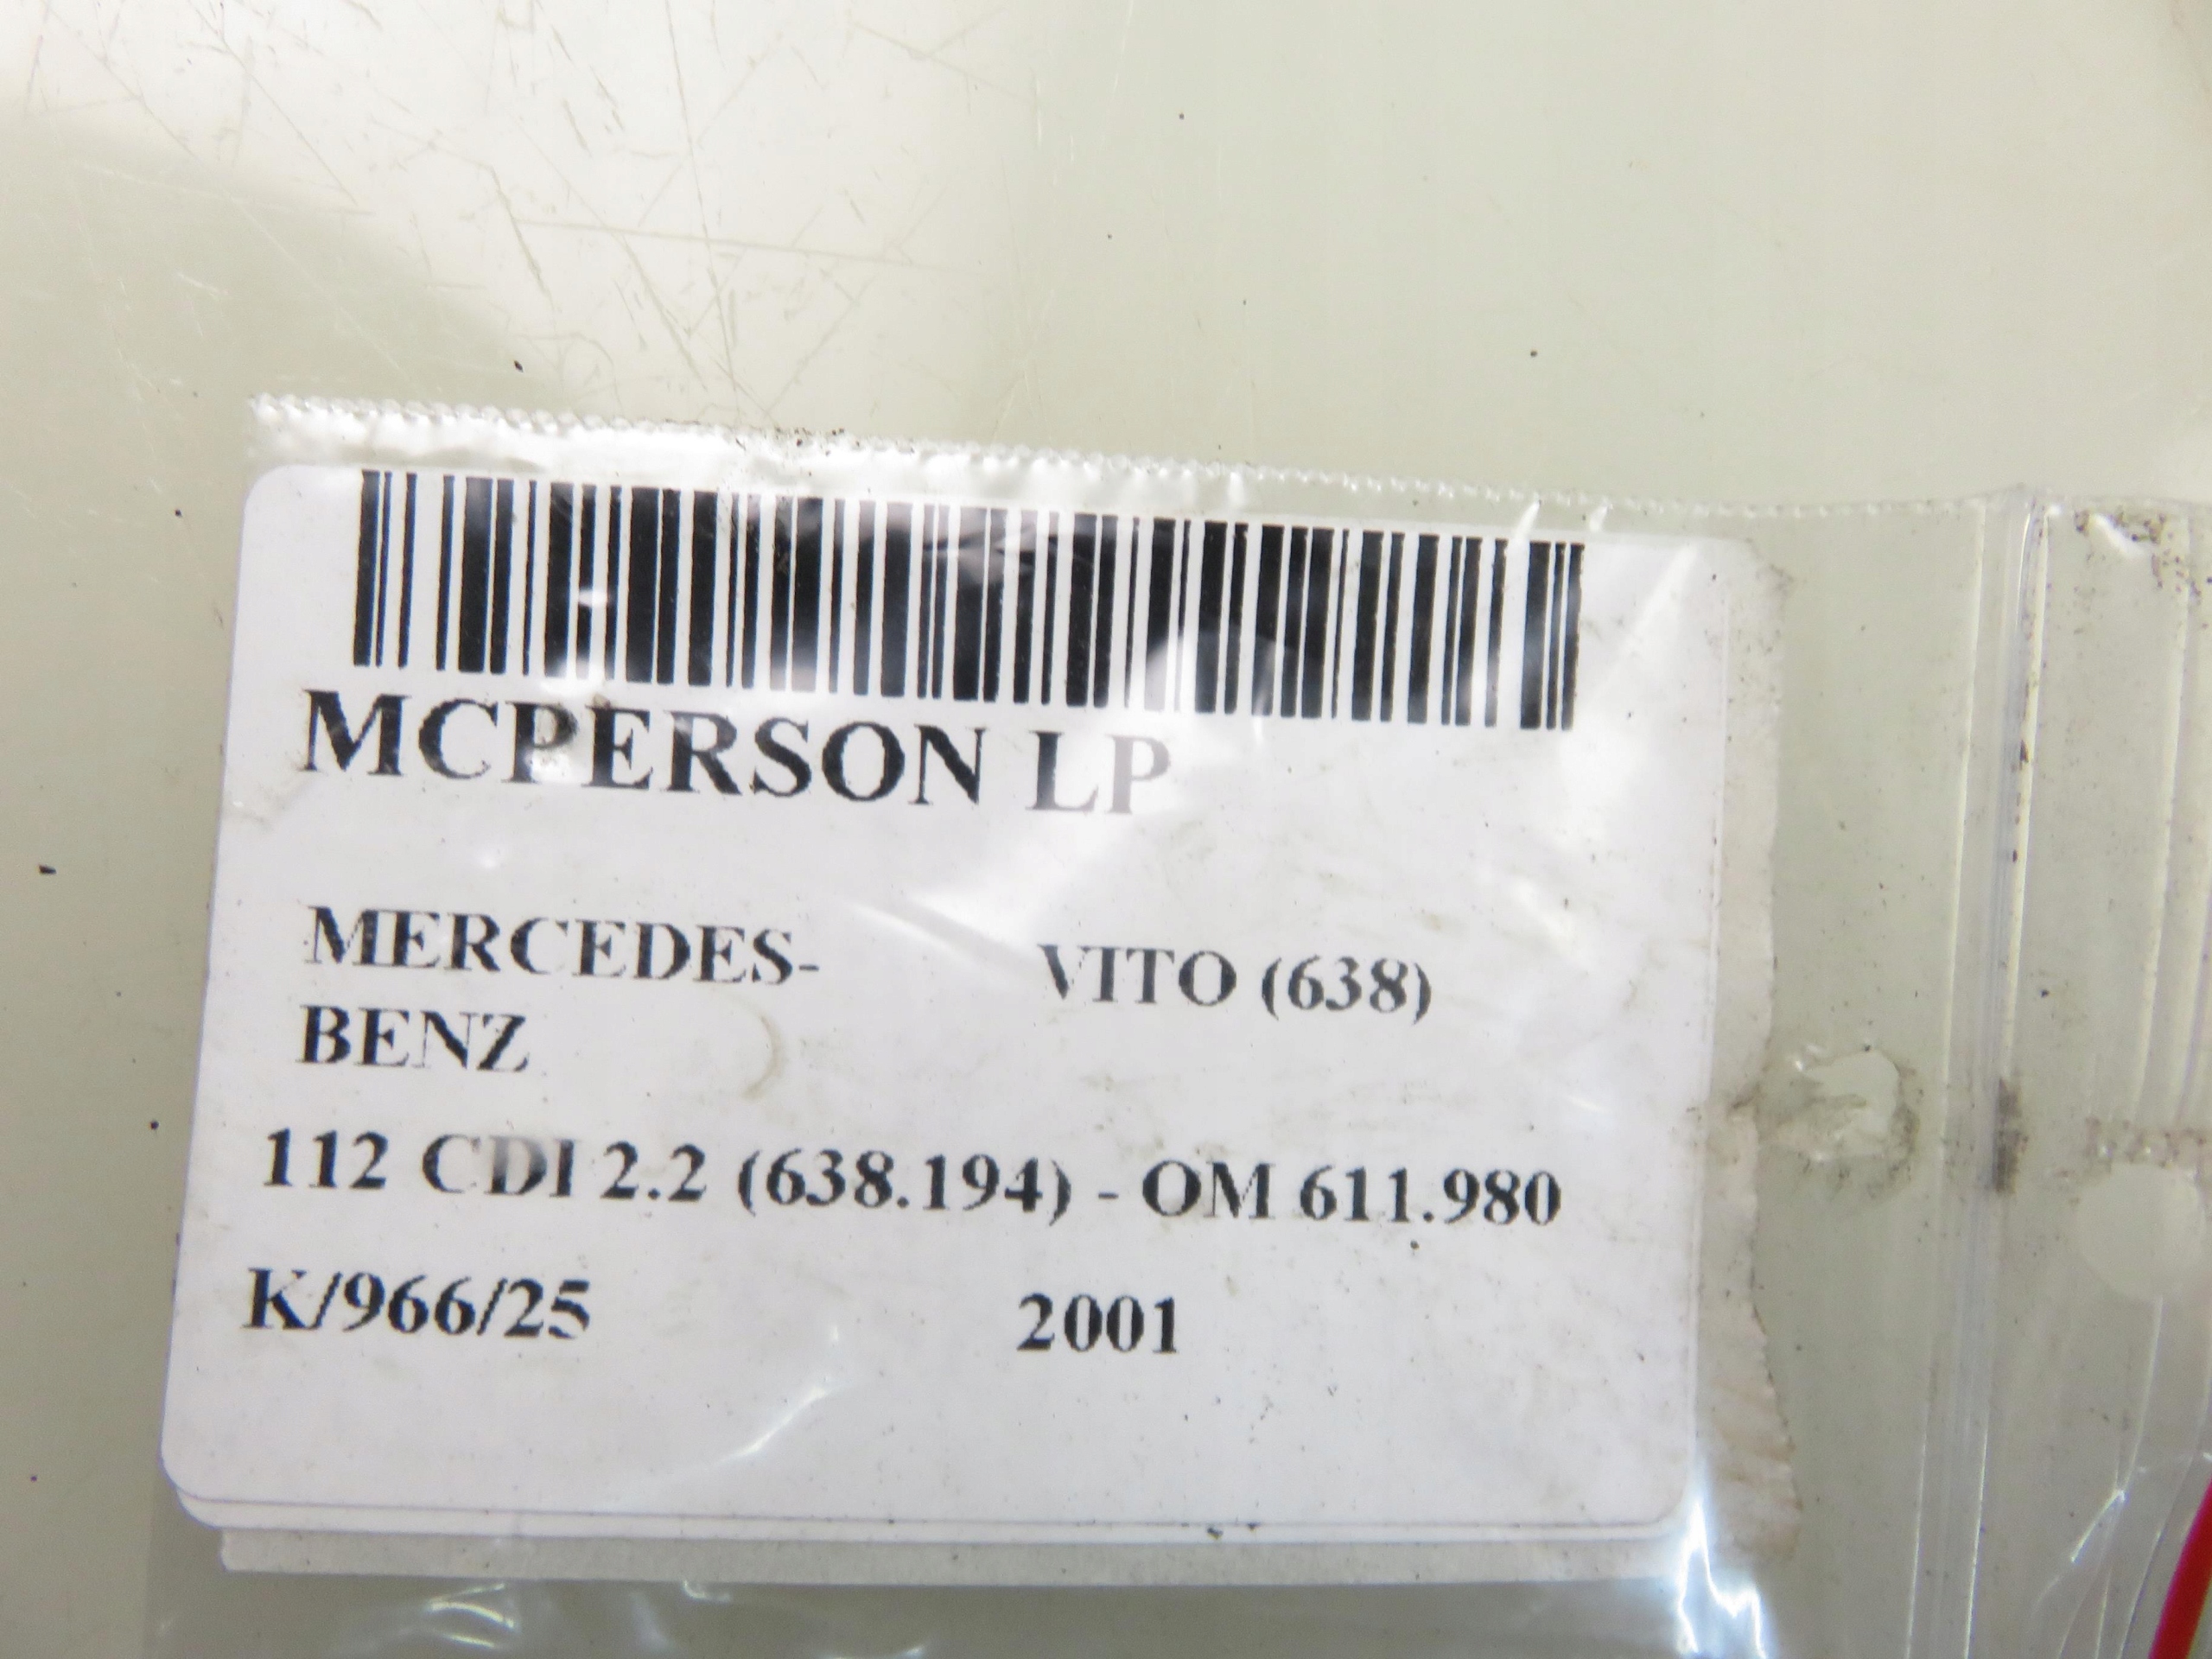 MCPERSON LP
MERCEDES-
BENZ
VITO (638)
112 CDI 2.2 (638.194) - OM 611.980
K/966/25
2001